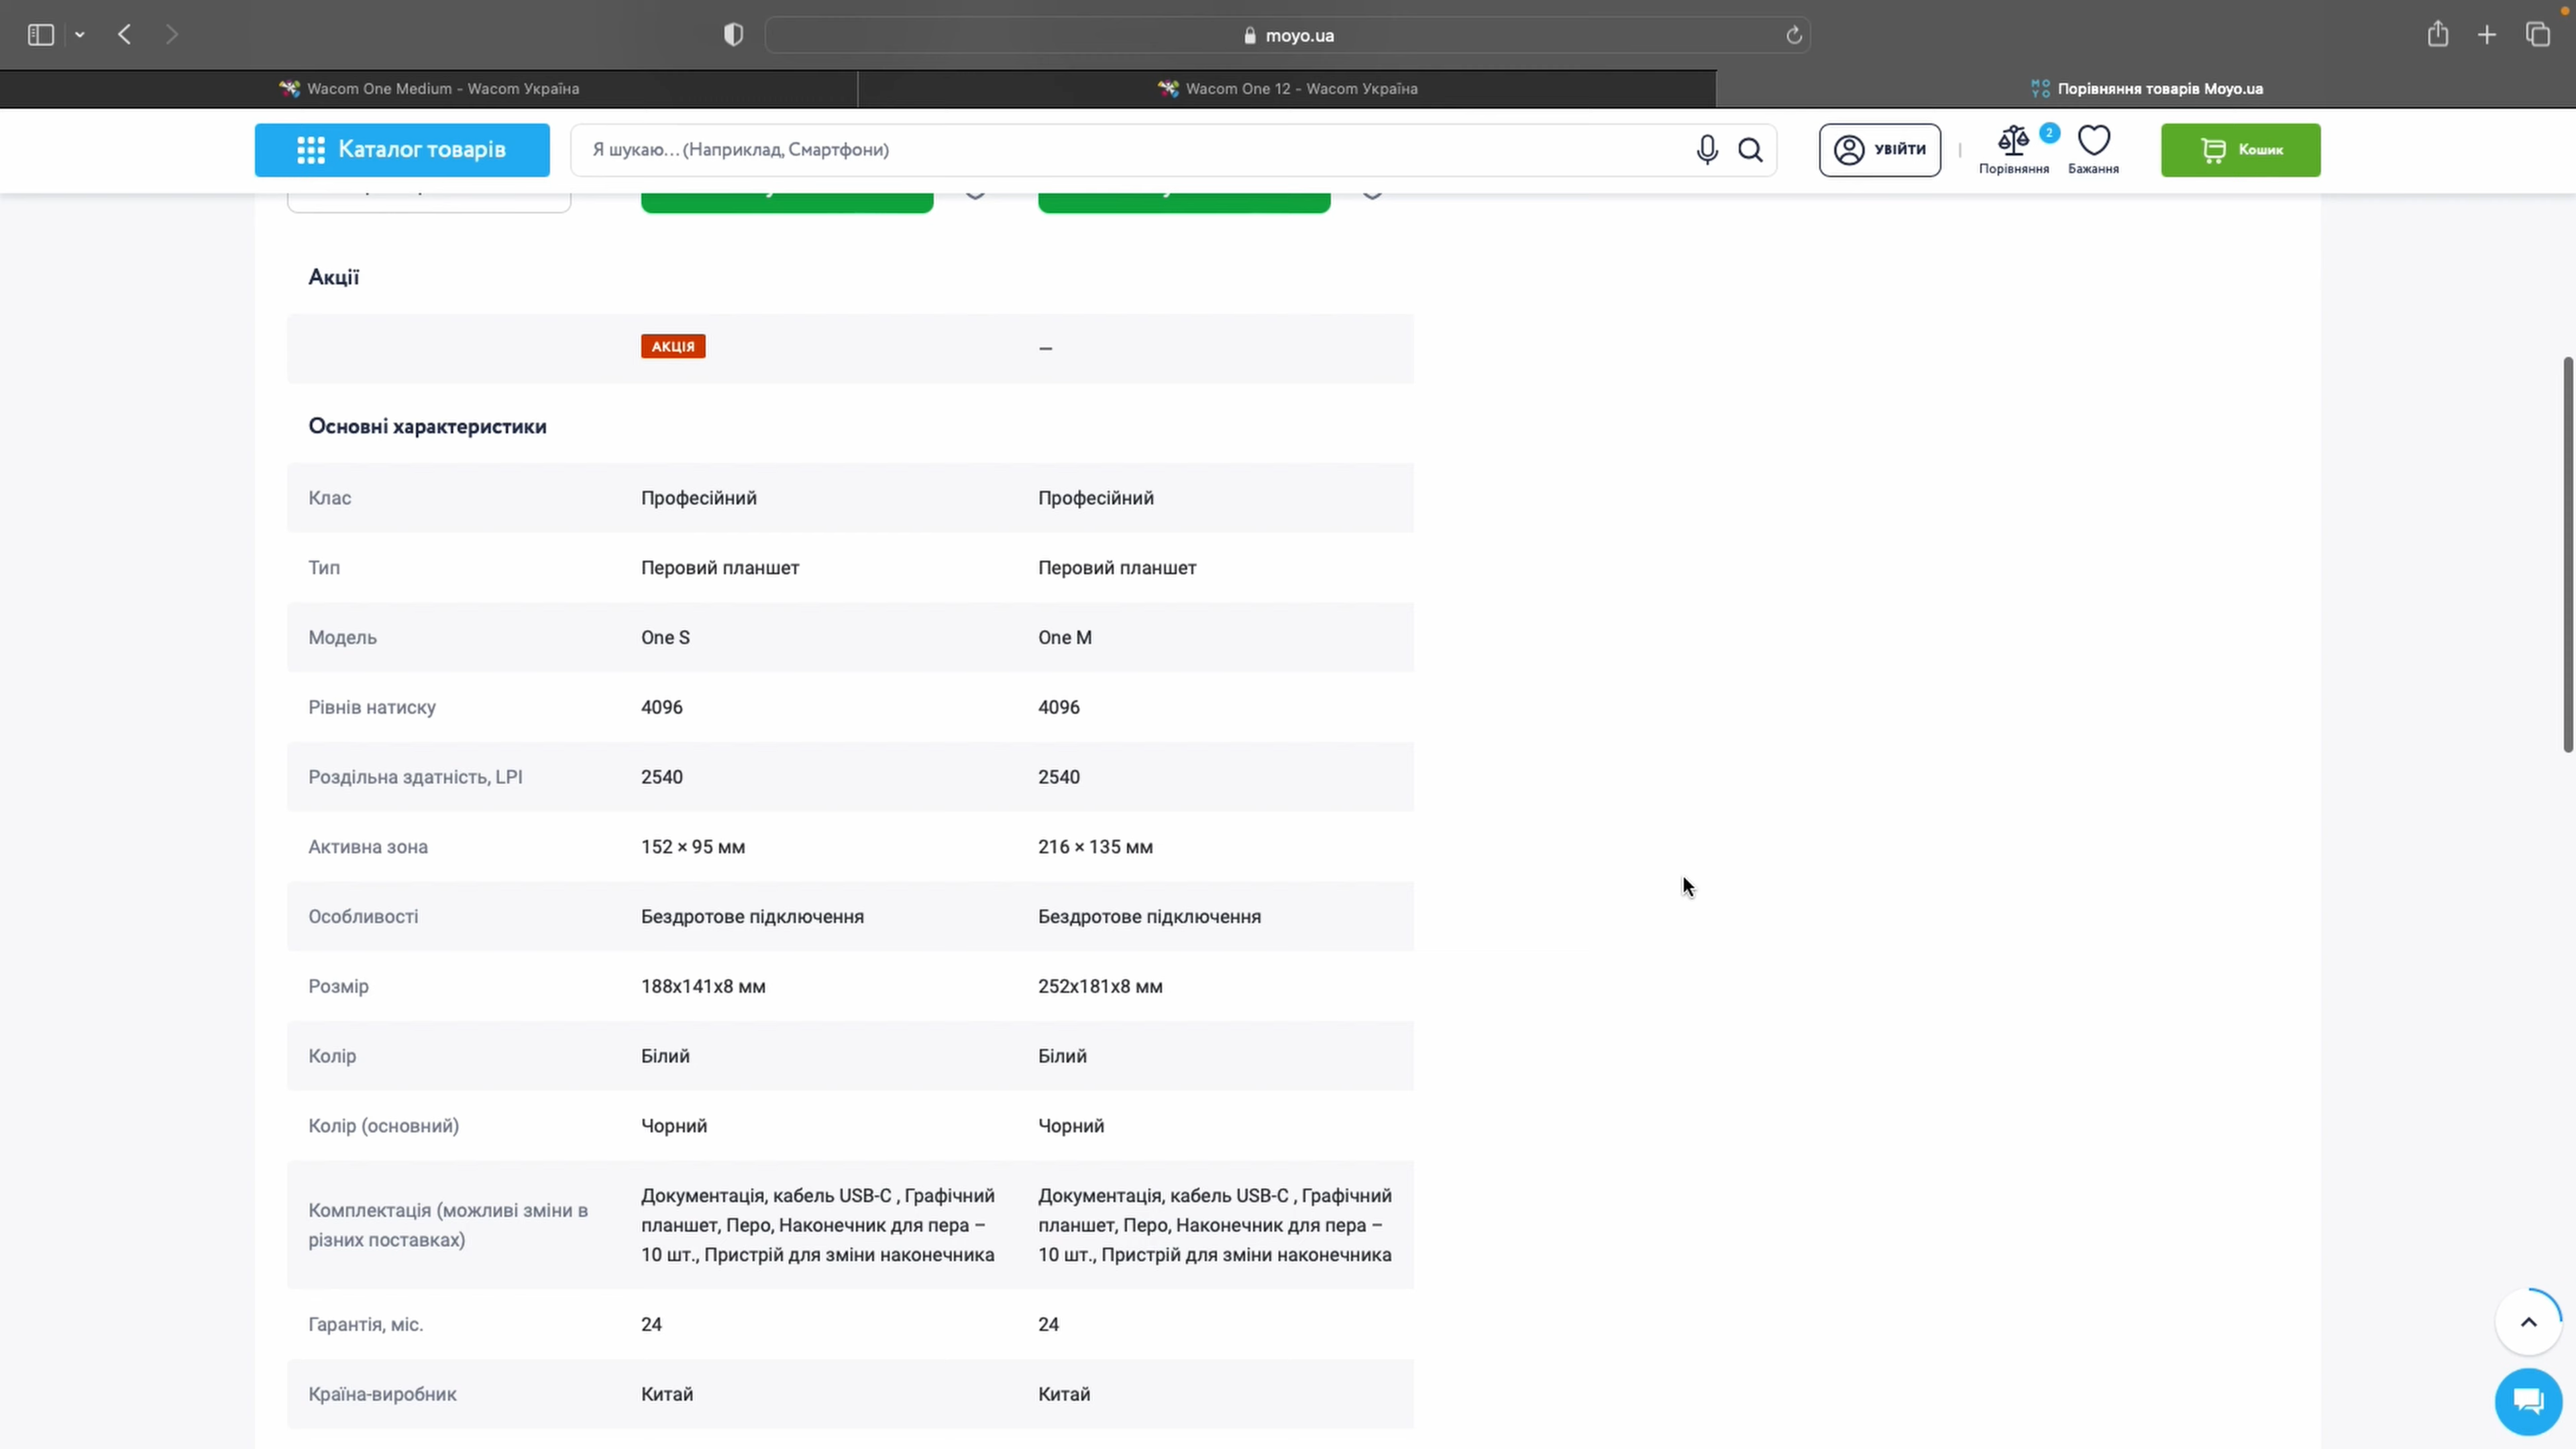 moyo.ua
Wacom One Medium - Wacom Україна
Wacom One 12 - Wacom Україна
Порівняння товарів Moyo.ua
Каталог товарів
Я шукаю... (Наприклад, Смартфони)
УВІЙТИ
Порівняння
2
Бажання
Кошик
Акції
АКЦІЯ
–
Основні характеристики
Клас Професійний Професійний
Тип Перовий планшет Перовий планшет
Модель One S One M
Рівнів натиску 4096 4096
Роздільна здатність, LPI 2540 2540
Активна зона 152 × 95 мм 216 × 135 мм
Особливості Бездротове підключення Бездротове підключення
Розмір 188x141x8 мм 252x181x8 мм
Колір Білий Білий
Колір (основний) Чорний Чорний
Комплектація (можливі зміни в
різних поставках)
Документація, кабель USB-C , Графічний
планшет, Перо, Наконечник для пера –
10 шт., Пристрій для зміни наконечника
Документація, кабель USB-C , Графічний
планшет, Перо, Наконечник для пера –
10 шт., Пристрій для зміни наконечника
Гарантія, міс. 24 24
Країна-виробник Китай Китай